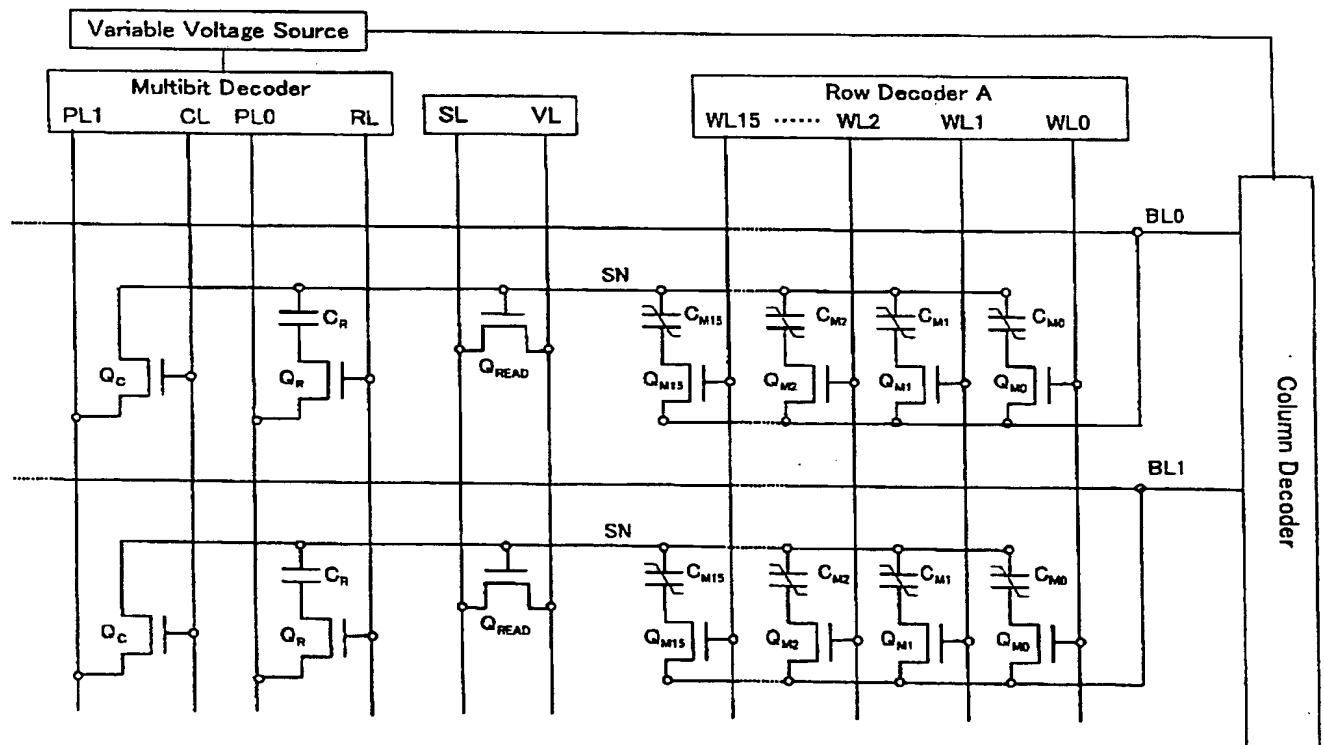 Variable Voltage Source
Multibit Decoder
PL1 CL PL0 RL
SL VL
Row Decoder A
WL15 ······ WL2 WL1 WL0
BL0
SN
C_R C_M15 C_M2 C_M1 C_M0
Q_C Q_R Q_READ Q_M15 Q_M2 Q_M1 Q_M0
Column Decoder
BL1
SN
C_R C_M15 C_M2 C_M1 C_M0
Q_C Q_R Q_READ Q_M15 Q_M2 Q_M1 Q_M0